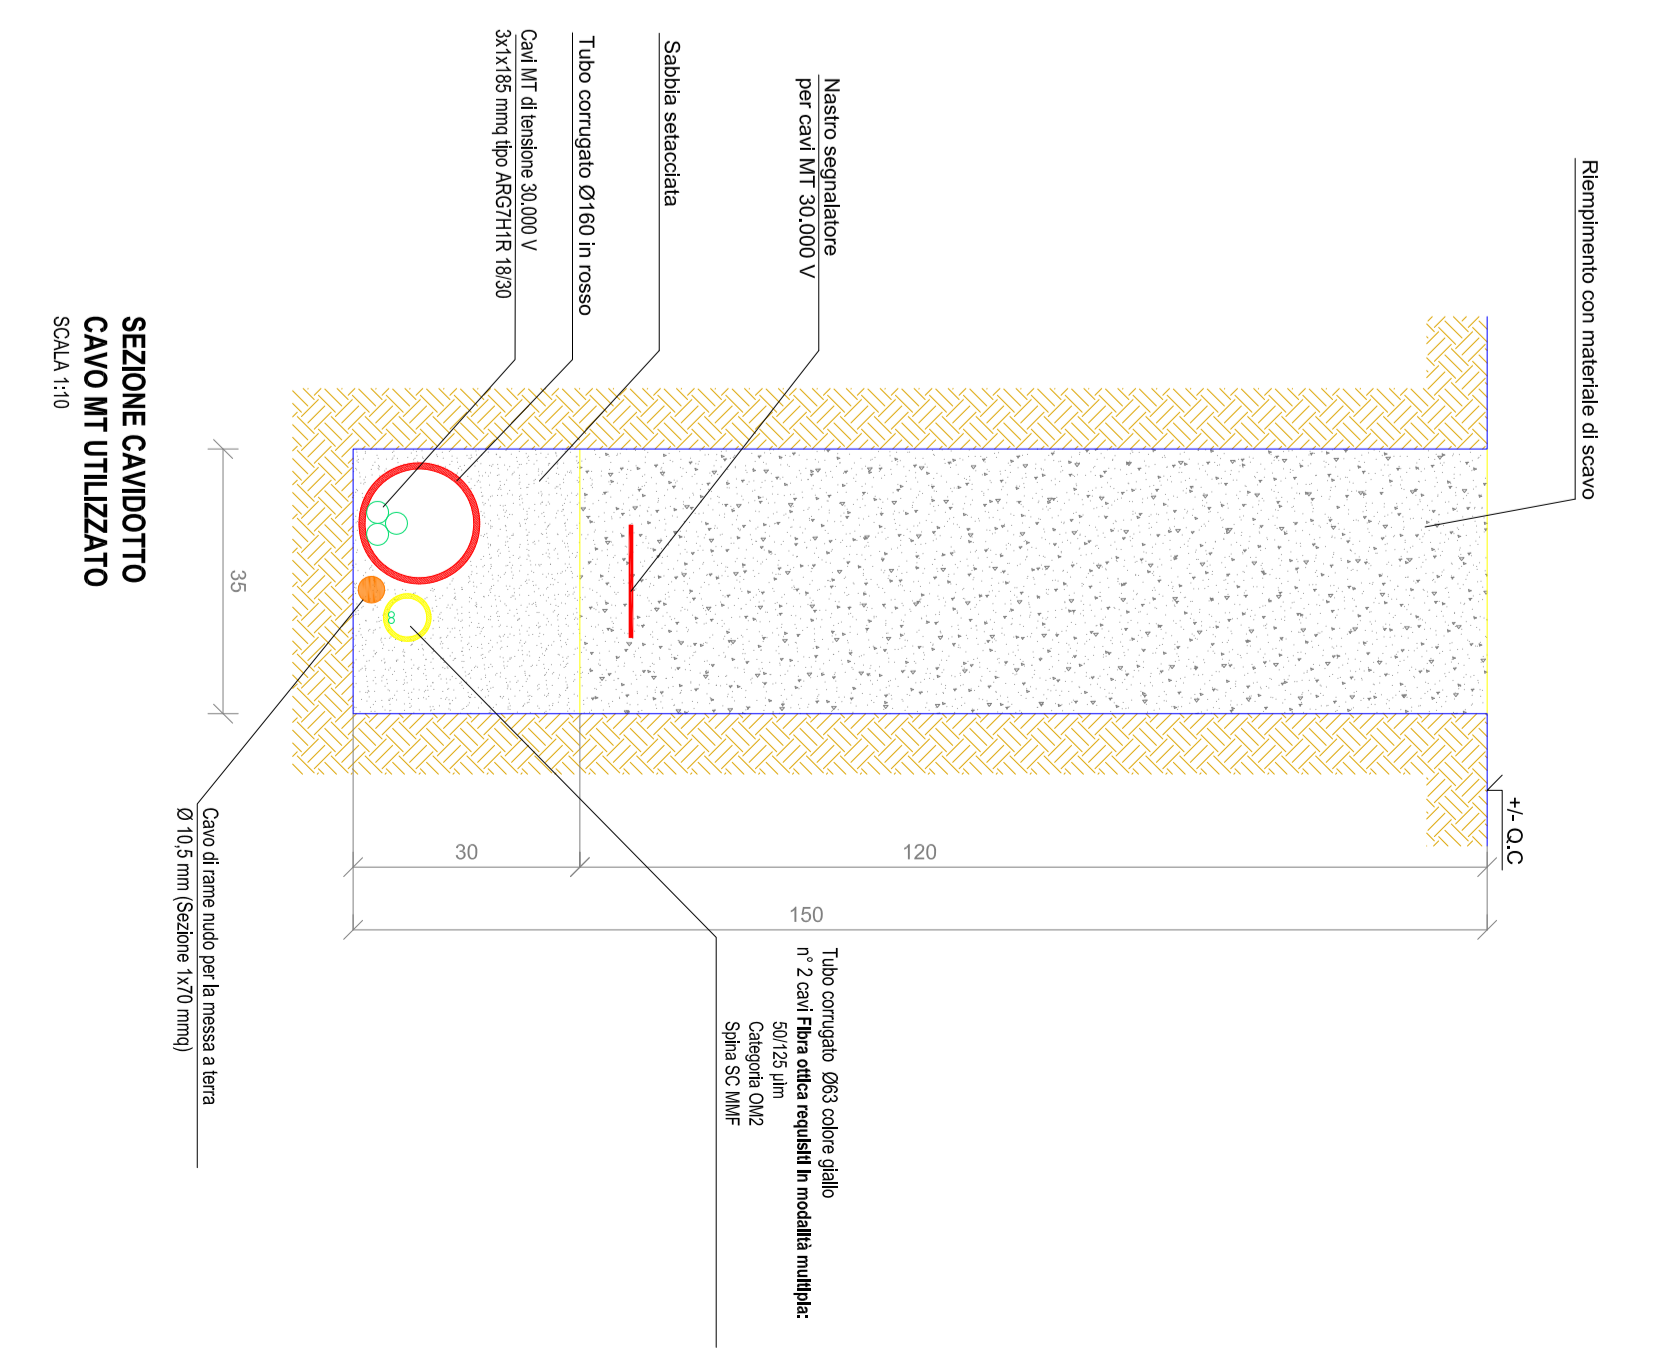 Riempimento con materiale di scavo
+/- Q.C
Nastro segnalatore
per cavi MT 30.000 V
Sabbia setacciata
Tubo corrugato Ø160 in rosso
Cavi MT di tensione 30.000 V
3x1x185 mmq tipo ARG7H1R 18/30
120
30
150
Tubo corrugato Ø63 colore giallo
n° 2 cavi Fibra ottica requisiti in modalità multipla:
50/125 µim
Categoria OM2
Spina SC MMF
35
Cavo di rame nudo per la messa a terra
Ø 10,5 mm (Sezione 1x70 mmq)
SEZIONE CAVIDOTTO
CAVO MT UTILIZZATO
SCALA 1:10